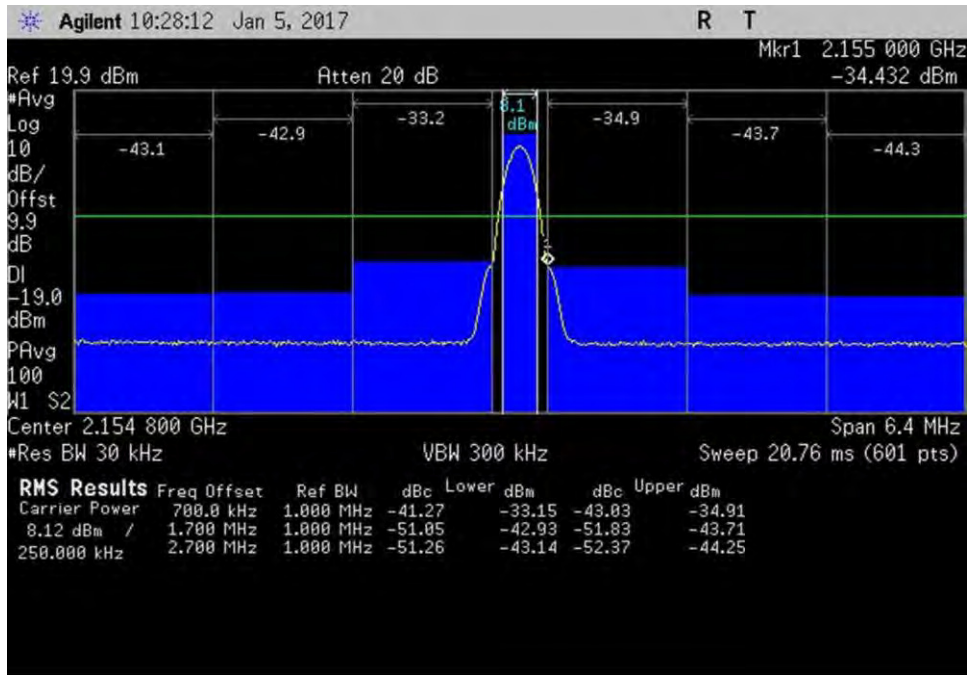 Agilent 10:28:12 Jan 5, 2017 R T
Mkr1 2.155 000 GHz
Ref 19.9 dBm Atten 20 dB -34.432 dBm
#Avg
Log
10
dB/
Offst
9.9
dB
DI
-19.0
dBm
PAvg
100
W1 S2
-43.1 -42.9 -33.2 8.1 dBm -34.9 -43.7 -44.3
1
Center 2.154 800 GHz Span 6.4 MHz
#Res BW 30 kHz VBW 300 kHz Sweep 20.76 ms (601 pts)
RMS Results Freq Offset Ref BW dBc Lower dBm dBc Upper dBm
Carrier Power 700.0 kHz 1.000 MHz -41.27 -33.15 -43.03 -34.91
8.12 dBm / 1.700 MHz 1.000 MHz -51.05 -42.93 -51.83 -43.71
250.000 kHz 2.700 MHz 1.000 MHz -51.26 -43.14 -52.37 -44.25